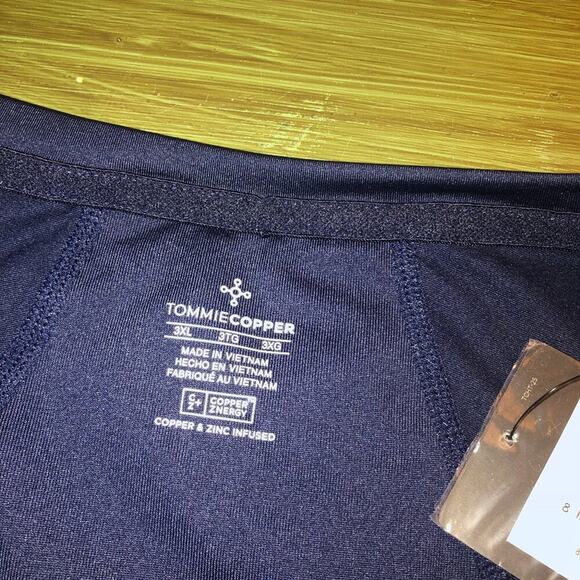 TOMMIECOPPER
3XL 3TG 3XG
MADE IN VIETNAM
HECHO EN VIETNAM
FABRIQUÉ AU VIETNAM
C Z+ COPPER ZNERGY
COPPER & ZINC INFUSED